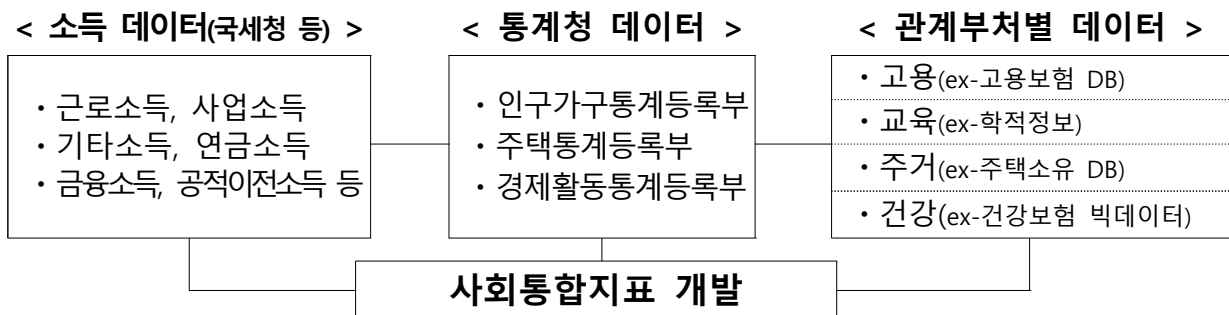 < 소득 데이터(국세청 등) >
・근로소득, 사업소득
・기타소득, 연금소득
・금융소득, 공적이전소득 등
< 통계청 데이터 >
・인구가구통계등록부
・주택통계등록부
・경제활동통계등록부
< 관계부처별 데이터 >
・고용(ex-고용보험 DB)
・교육(ex-학적정보)
・주거(ex-주택소유 DB)
・건강(ex-건강보험 빅데이터)
사회통합지표 개발